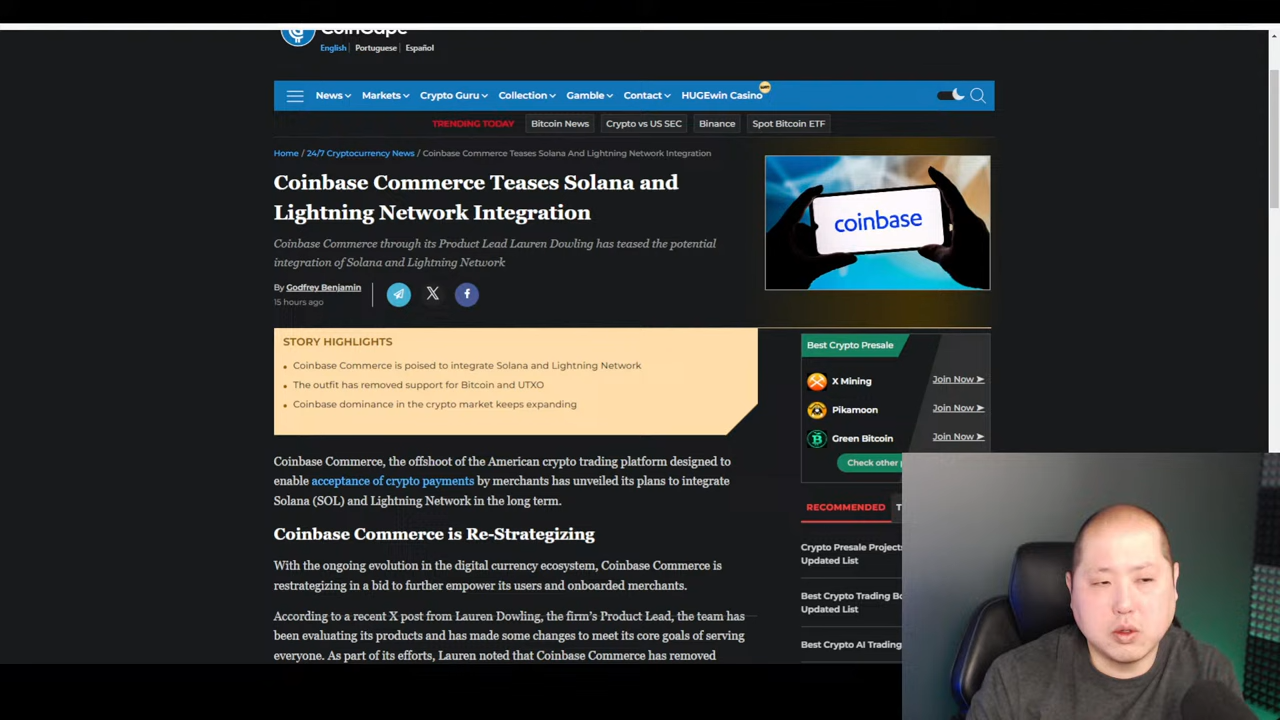 CoinGape
English Portuguese Español
News Markets Crypto Guru Collection Gamble Contact HUGEwin Casino
TRENDING TODAY Bitcoin News Crypto vs US SEC Binance Spot Bitcoin ETF
Home / 24/7 Cryptocurrency News / Coinbase Commerce Teases Solana And Lightning Network Integration
Coinbase Commerce Teases Solana and
Lightning Network Integration
Coinbase Commerce through its Product Lead Lauren Dowling has teased the potential
integration of Solana and Lightning Network
By Godfrey Benjamin
15 hours ago
coinbase
STORY HIGHLIGHTS
Coinbase Commerce is poised to integrate Solana and Lightning Network
The outfit has removed support for Bitcoin and UTXO
Coinbase dominance in the crypto market keeps expanding
Coinbase Commerce, the offshoot of the American crypto trading platform designed to
enable acceptance of crypto payments by merchants has unveiled its plans to integrate
Solana (SOL) and Lightning Network in the long term.
Coinbase Commerce is Re-Strategizing
With the ongoing evolution in the digital currency ecosystem, Coinbase Commerce is
restrategizing in a bid to further empower its users and onboarded merchants.
According to a recent X post from Lauren Dowling, the firm's Product Lead, the team has
been evaluating its products and has made some changes to meet its core goals of serving
everyone. As part of its efforts, Lauren noted that Coinbase Commerce has removed
Best Crypto Presale
X Mining Join Now
Pikamoon Join Now
Green Bitcoin Join Now
Check other
RECOMMENDED
Crypto Presale Projects
Updated List
Best Crypto Trading
Updated List
Best Crypto AI Trading